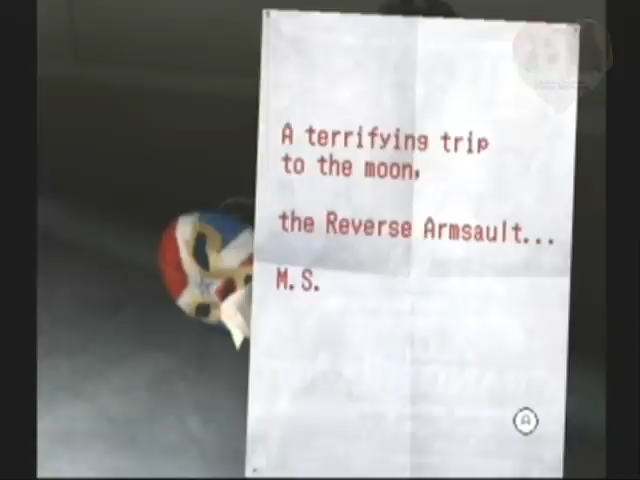 A terrifying trip
to the moon,
the Reverse Armsault...
M.S.
A